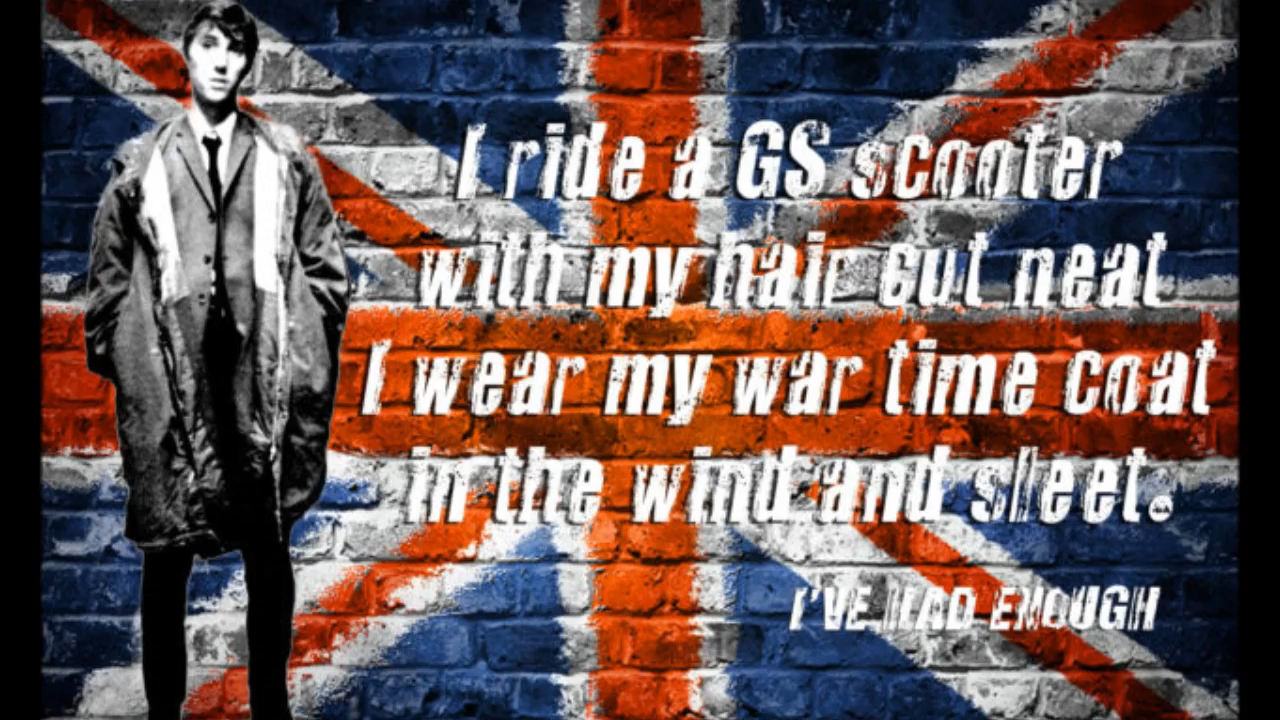 I ride a GS scooter
with my hair cut neat
I wear my war time coat
in the wind and sleet.
I'VE HAD ENOUGH